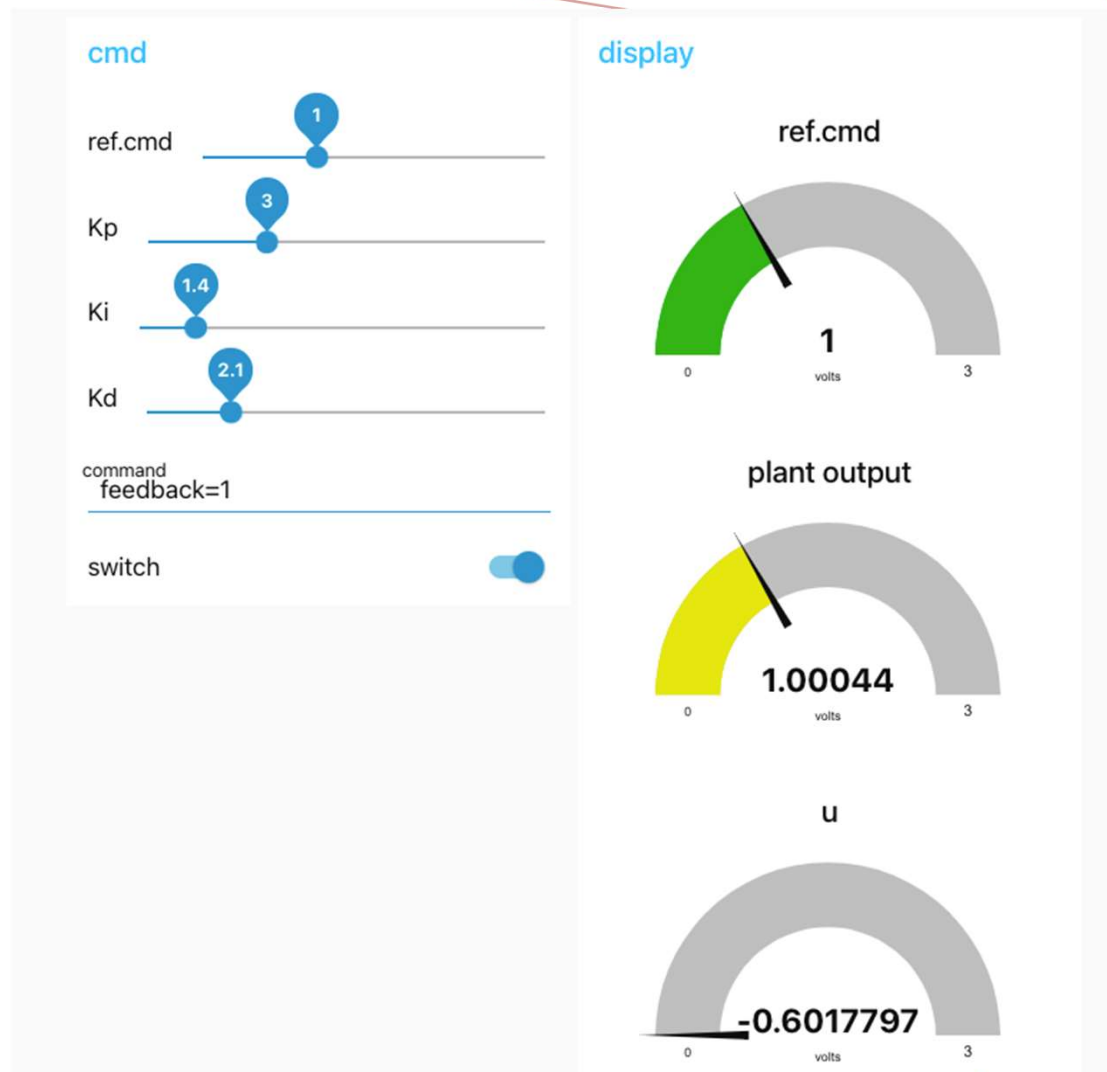 cmd
ref.cmd
1
Kp
3
Ki
1.4
Kd
2.1
command
feedback=1
switch
display
ref.cmd
1
volts
0
3
plant output
1.00044
volts
0
3
u
-0.6017797
volts
0
3